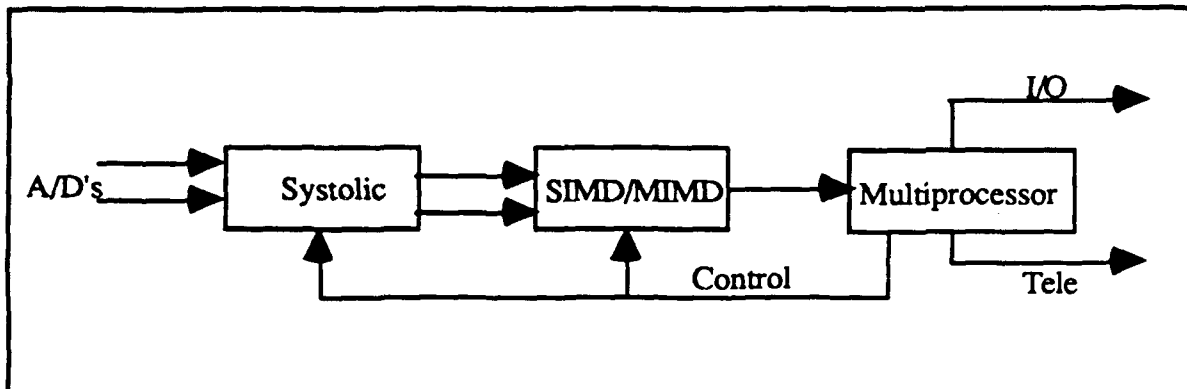 I/O
A/D's
Systolic
SIMD/MIMD
Multiprocessor
Control
Tele